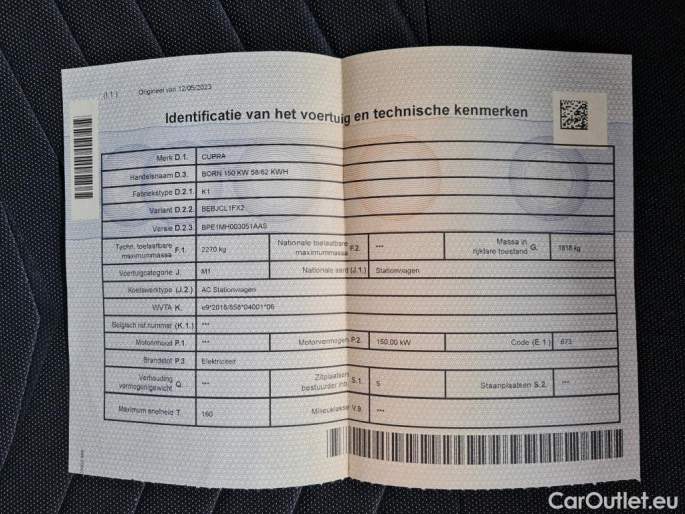 (I.1.) Origineel van 12/05/2023
Identificatie van het voertuig en technische kenmerken
Merk D.1. CUPRA
Handelsnaam D.3. BORN 150 KW 58/62 KWH
Fabriekstype D.2.1. K1
Variant D.2.2. BEBJCL1FX2
Versie D.2.3. BPE1MH003051AAS
Techn. toelaatbare maximummassa F.1. 2270 kg Nationale toelaatbare maximummassa F.2. *** Massa in rijklare toestand G. 1818 kg
Voertuigcategorie J. M1 Nationale aard (J.1.) Stationwagen
Koetswerktype (J.2.) AC Stationwagen
WVTA K. e9*2018/858*04001*06
Belgisch ref.nummer (K.1.) ***
Motorinhoud P.1. *** Motorvermogen P.2. 150.00 kW Code (E.1.) 673
Brandstof P.3. Elektriciteit
Verhouding vermogen/gewicht Q. *** Zitplaatsen bestuurder inb. S.1. 5 Staanplaatsen S.2. ***
Maximum snelheid T. 160 Milieuklasse V.9. ***
CarOutlet.eu